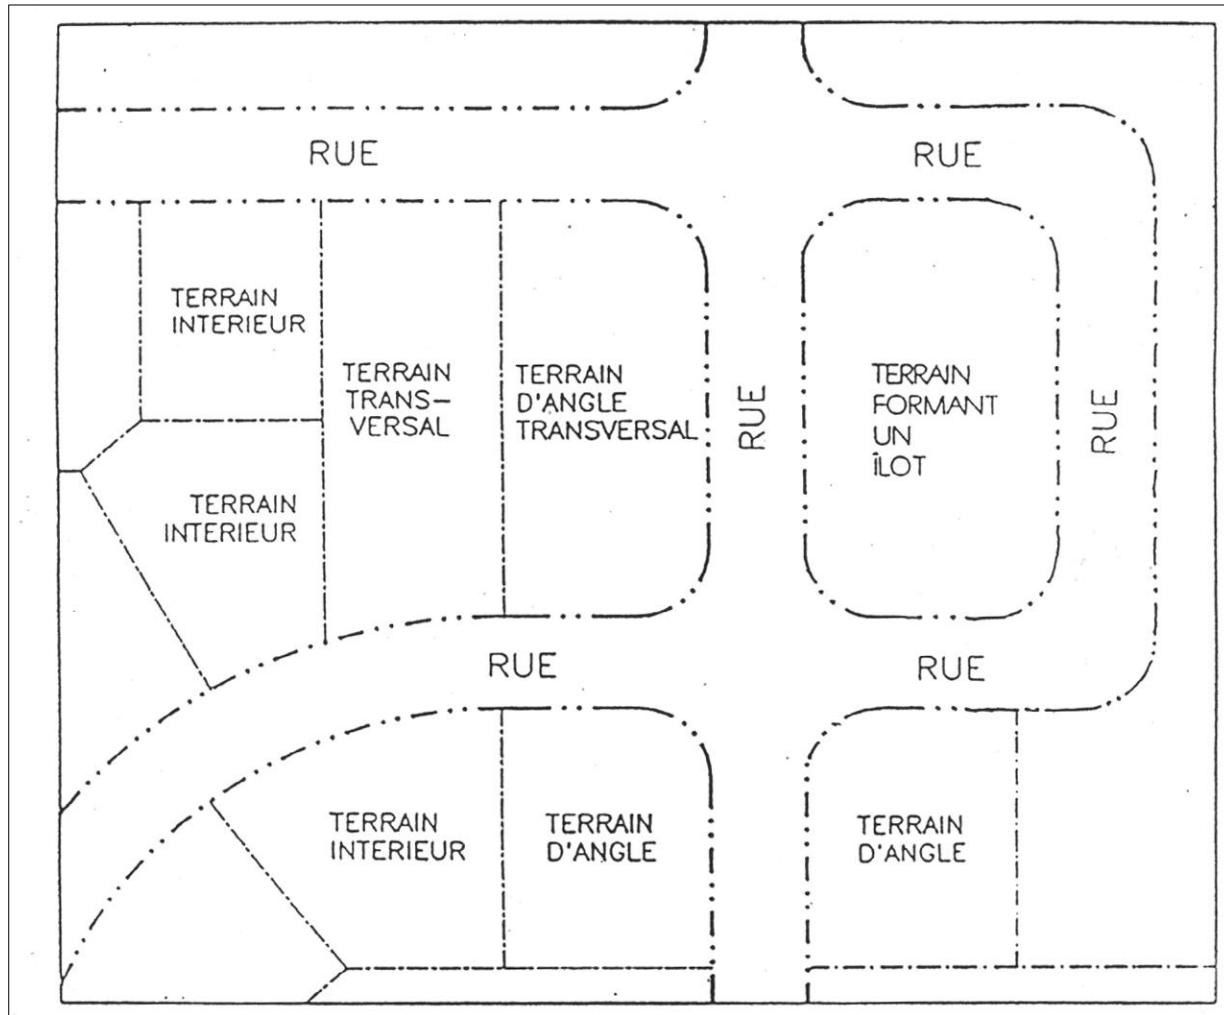 RUE
RUE
TERRAIN
INTERIEUR
TERRAIN
TRANS-
VERSAL
TERRAIN
D'ANGLE
TRANSVERSAL
RUE
TERRAIN
FORMANT
UN
ÎLOT
RUE
TERRAIN
INTERIEUR
RUE
RUE
TERRAIN
INTERIEUR
TERRAIN
D'ANGLE
TERRAIN
D'ANGLE